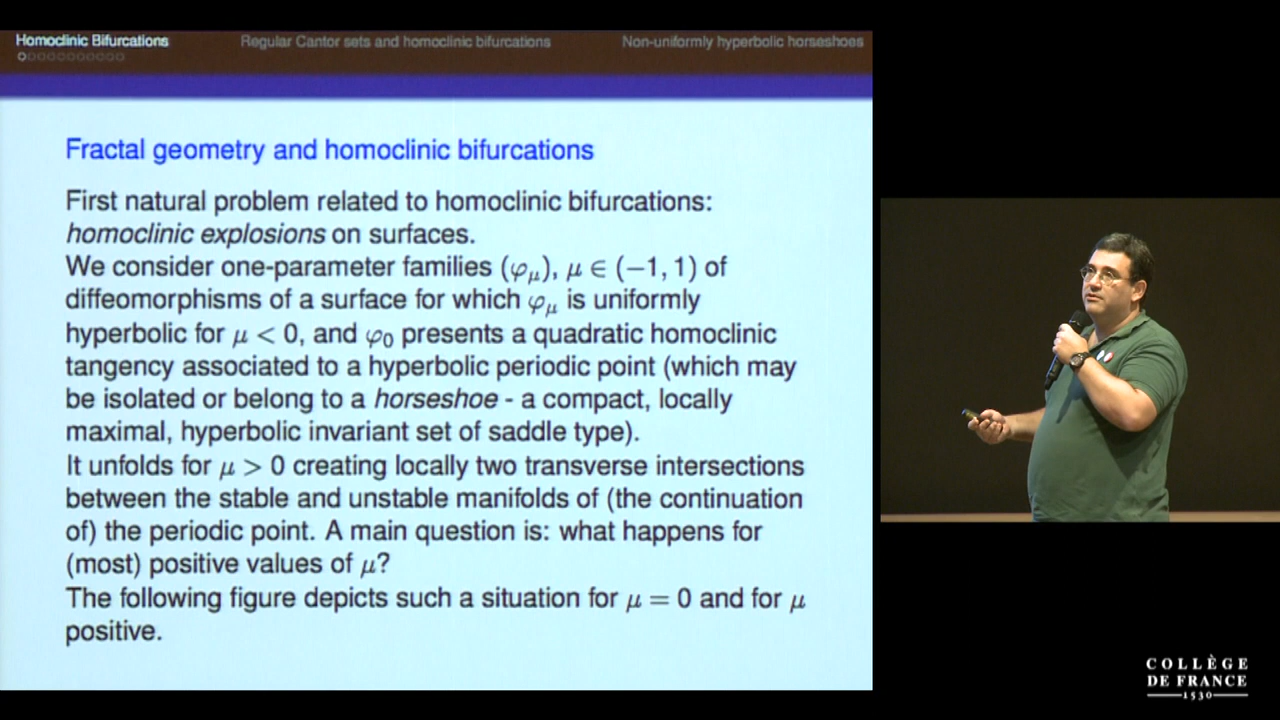 Homoclinic Bifurcations
Regular Cantor sets and homoclinic bifurcations
Non-uniformly hyperbolic horseshoes
Fractal geometry and homoclinic bifurcations
First natural problem related to homoclinic bifurcations:
homoclinic explosions on surfaces.
We consider one-parameter families (φμ), μ ∈ (−1, 1) of
diffeomorphisms of a surface for which φμ is uniformly
hyperbolic for μ < 0, and φ0 presents a quadratic homoclinic
tangency associated to a hyperbolic periodic point (which may
be isolated or belong to a horseshoe - a compact, locally
maximal, hyperbolic invariant set of saddle type).
It unfolds for μ > 0 creating locally two transverse intersections
between the stable and unstable manifolds of (the continuation
of) the periodic point. A main question is: what happens for
(most) positive values of μ?
The following figure depicts such a situation for μ = 0 and for μ
positive.
COLLÈGE
DE FRANCE
1530